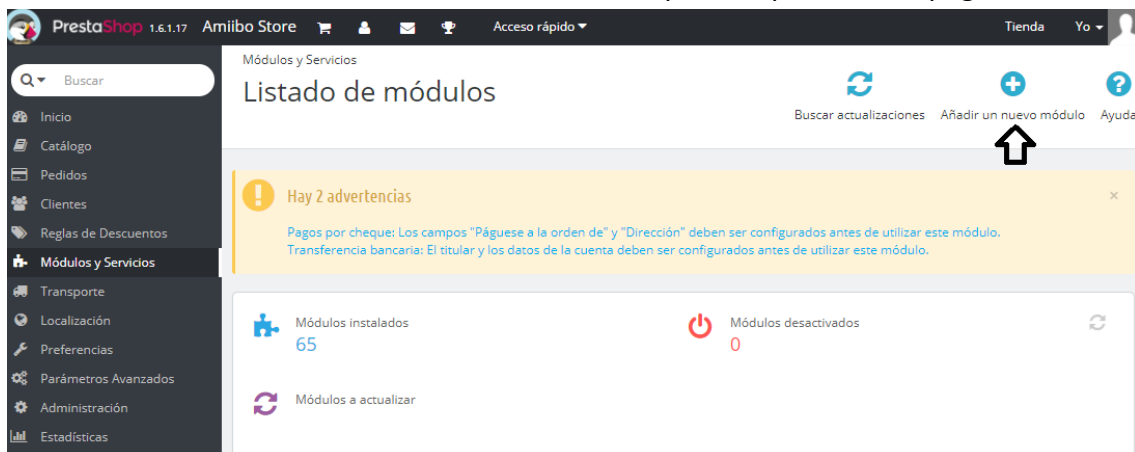 PrestaShop 1.6.1.17 Amiibo Store Acceso rápido Tienda Yo
Buscar
Inicio
Catálogo
Pedidos
Clientes
Reglas de Descuentos
Módulos y Servicios
Transporte
Localización
Preferencias
Parámetros Avanzados
Administración
Estadísticas
Módulos y Servicios
Listado de módulos
Buscar actualizaciones Añadir un nuevo módulo Ayuda
Hay 2 advertencias ×
Pagos por cheque: Los campos "Páguese a la orden de" y "Dirección" deben ser configurados antes de utilizar este módulo.
Transferencia bancaria: El titular y los datos de la cuenta deben ser configurados antes de utilizar este módulo.
Módulos instalados
65
Módulos desactivados
0
Módulos a actualizar